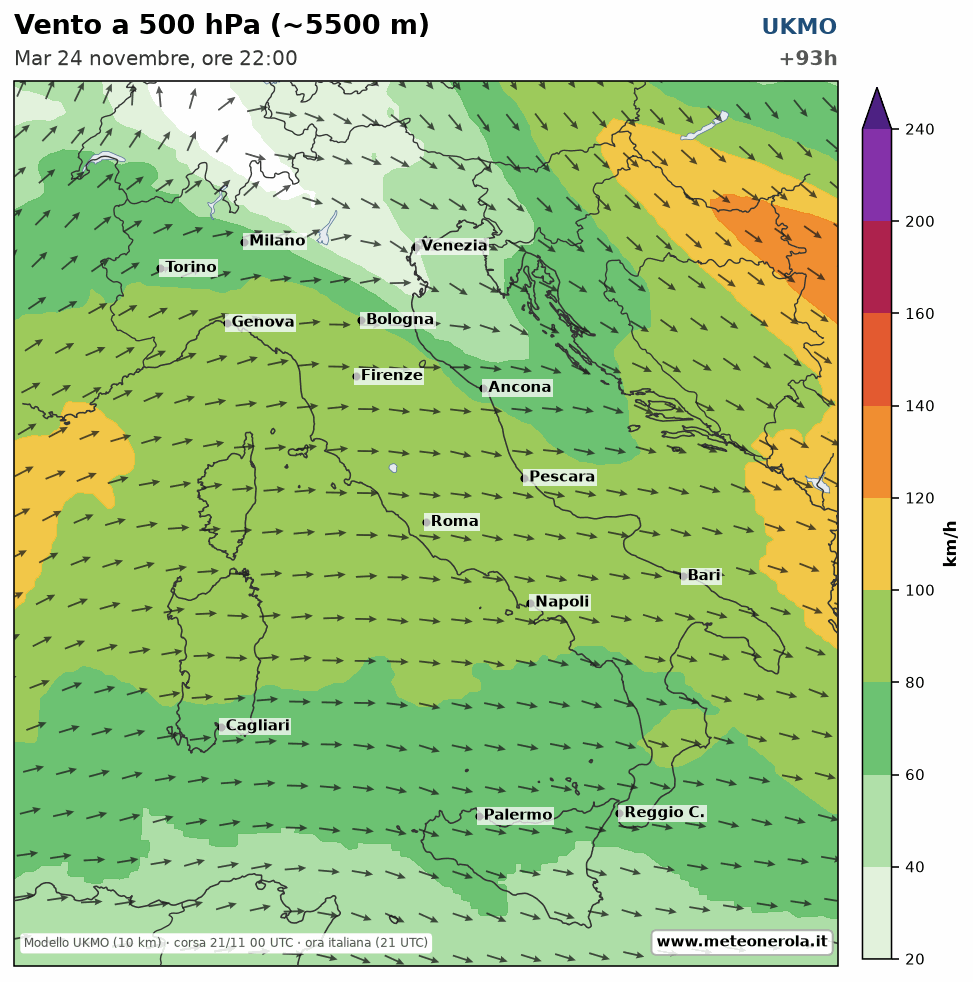 Vento a 500 hPa (~5500 m)
UKMO
Mar 24 novembre, ore 22:00
+93h
Milano
Venezia
Torino
Genova
Bologna
Firenze
Ancona
Pescara
Roma
Bari
Napoli
Cagliari
Palermo
Reggio C.
240
200
160
140
120
100
80
60
40
20
km/h
Modello UKMO (10 km) · corsa 21/11 00 UTC · ora italiana (21 UTC)
www.meteonerola.it